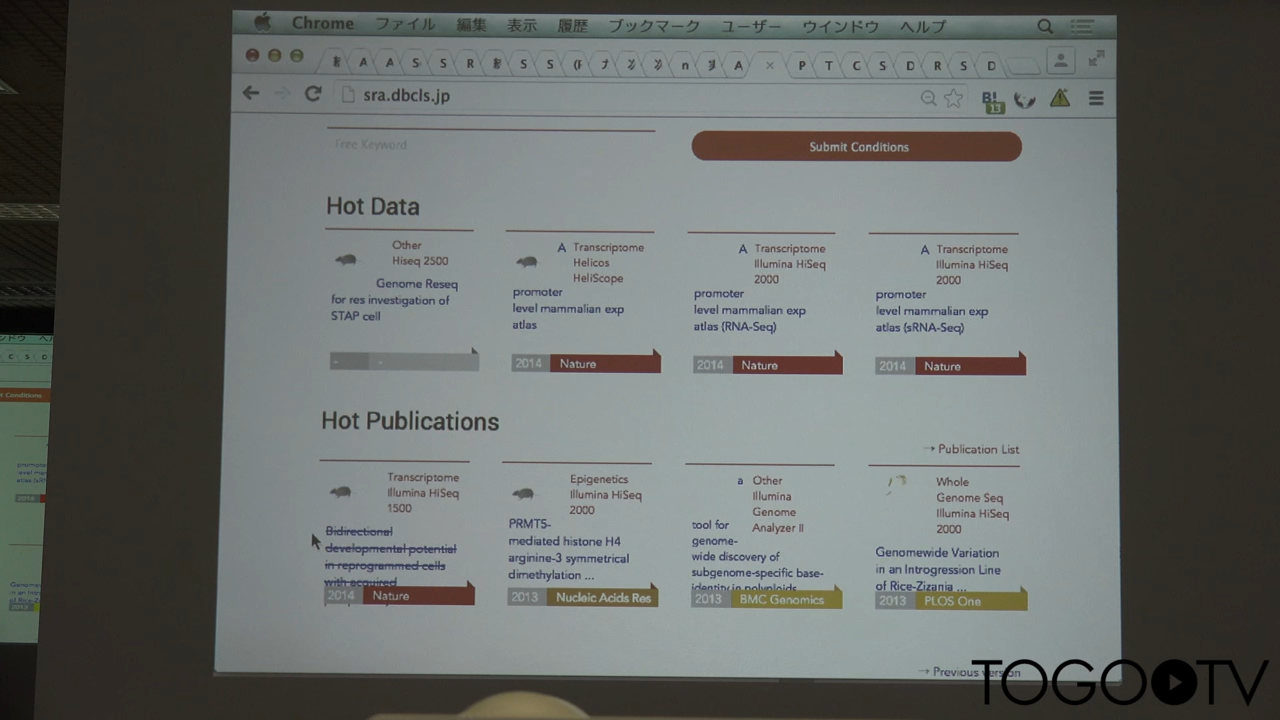 Chrome ファイル 編集 表示 履歴 ブックマーク ユーザー ウインドウ ヘルプ
A A S S R S S n A × P T C S D R S D
sra.dbcls.jp
B! 13
Free Keyword
Submit Conditions
Hot Data
Other
Hiseq 2500
Genome Reseq
for res investigation of
STAP cell
- -
A Transcriptome
Helicos
HeliScope
promoter
level mammalian exp
atlas
2014 Nature
A Transcriptome
Illumina HiSeq
2000
promoter
level mammalian exp
atlas (RNA-Seq)
2014 Nature
A Transcriptome
Illumina HiSeq
2000
promoter
level mammalian exp
atlas (sRNA-Seq)
2014 Nature
Hot Publications
→ Publication List
Transcriptome
Illumina HiSeq
1500
Bidirectional
developmental potential
in reprogrammed cells
with acquired
2014 Nature
Epigenetics
Illumina HiSeq
2000
PRMT5-
mediated histone H4
arginine-3 symmetrical
dimethylation ...
2013 Nucleic Acids Res
a Other
Illumina
Genome
Analyzer II
tool for
genome-
wide discovery of
subgenome-specific base-
identity in polyploids
2013 BMC Genomics
Whole
Genome Seq
Illumina HiSeq
2000
Genomewide Variation
in an Introgression Line
of Rice-Zizania ...
2013 PLOS One
→ Previous version
TOGO TV